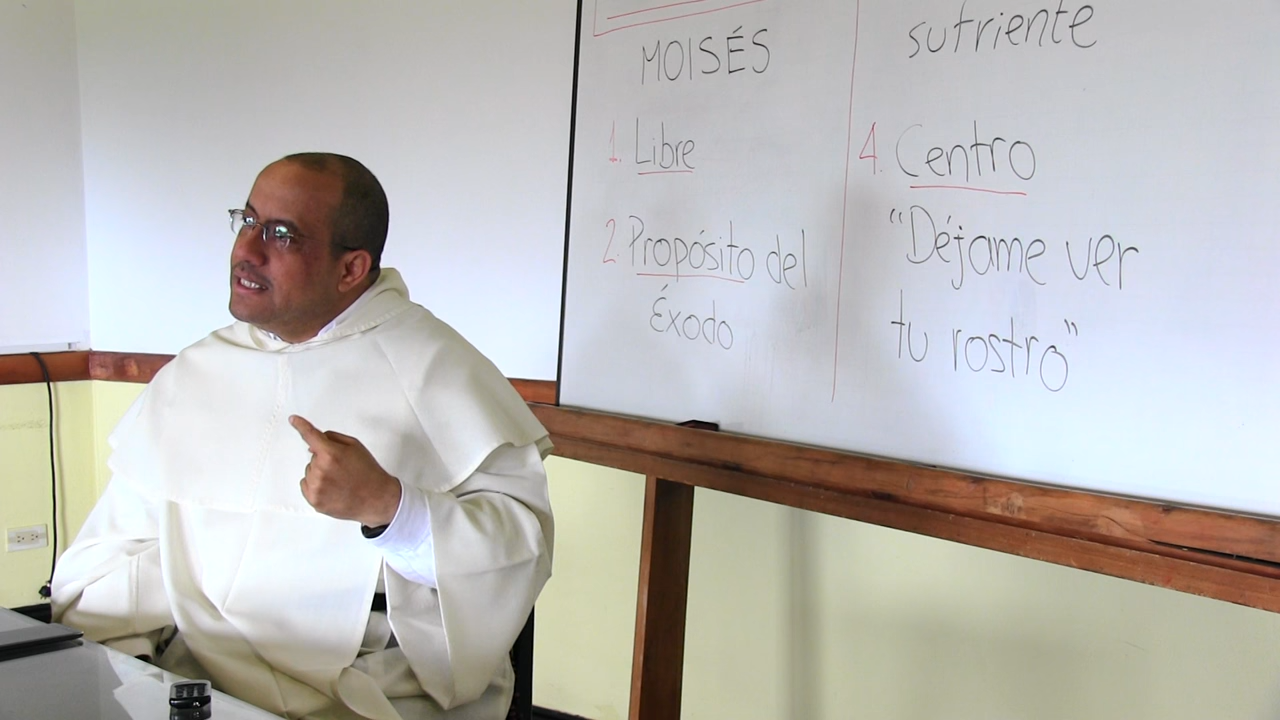 MOISÉS
1. Libre
2. Propósito del
Éxodo
sufriente
4. Centro
"Déjame ver
tu rostro"